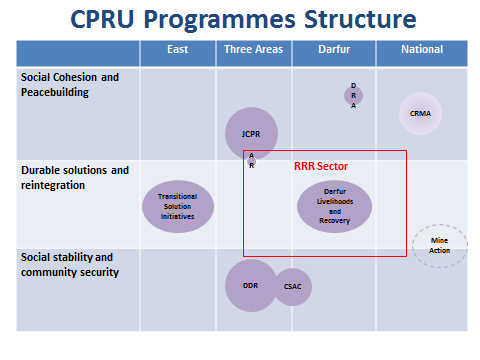 CPRU Programmes Structure
East Three Areas Darfur National
Social Cohesion and
Peacebuilding
D
R
A
CRMA
JCPR
A
R
RRR Sector
Durable solutions and
reintegration
Transitional
Solution
Initiatives
Darfur
Livelihoods
and
Recovery
Mine
Action
Social stability and
community security
DDR
CSAC